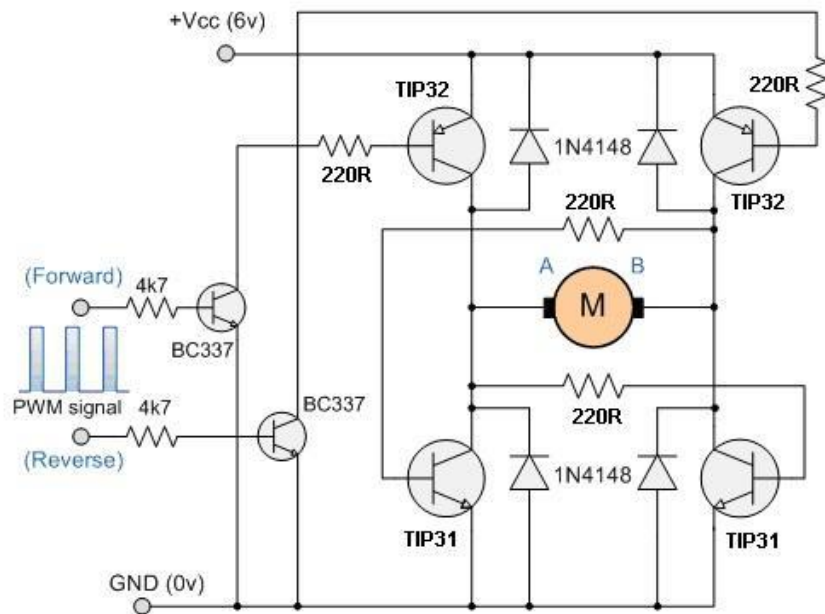 +Vcc (6v)
TIP32
220R
1N4148
220R
TIP32
220R
(Forward)
4k7
A
B
M
BC337
PWM signal
4k7
BC337
220R
(Reverse)
1N4148
TIP31
TIP31
GND (0v)